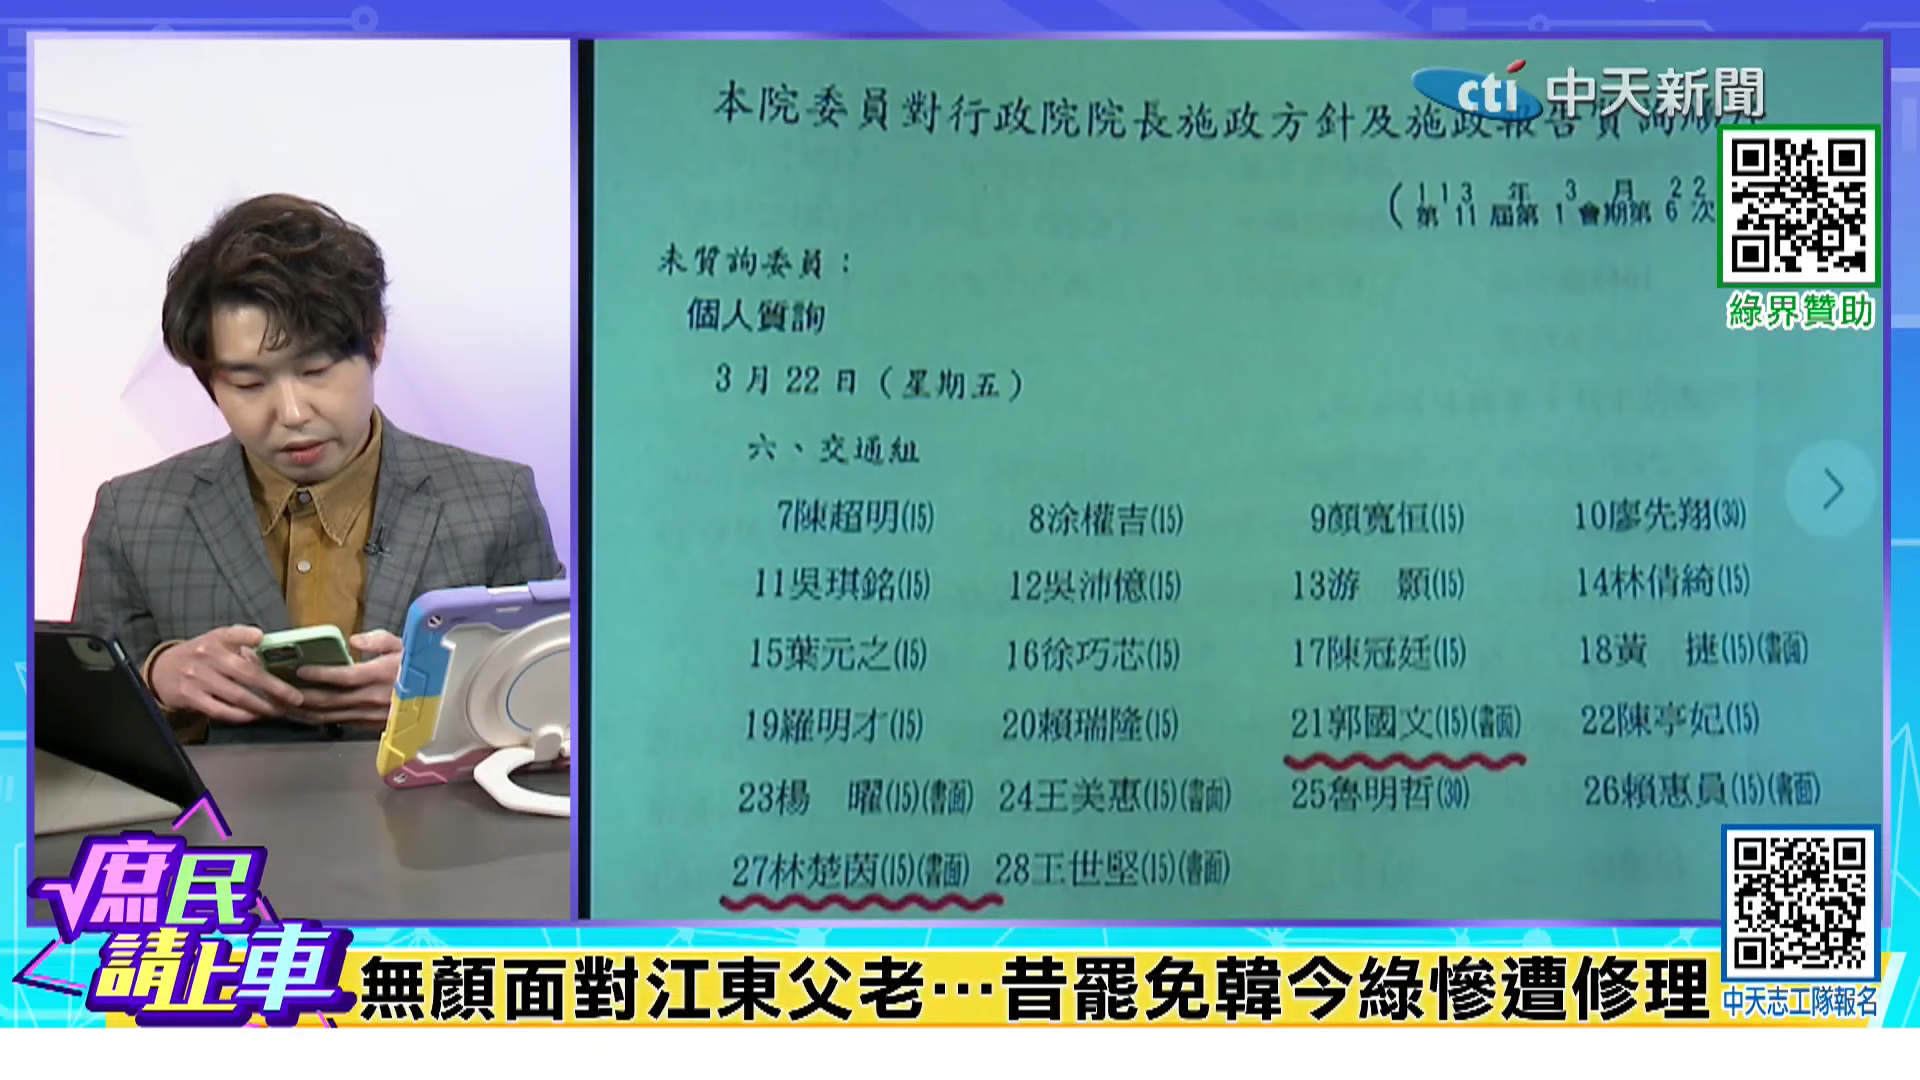 cti 中天新聞
本院委員對行政院院長施政方針及施政報告質詢
(113年3月22
第11屆第1會期第6次
綠界贊助
未質詢委員：
個人質詢
3月22日（星期五）
六、交通組
7陳超明(15) 8涂權吉(15) 9顏寬恒(15) 10廖先翔(30)
11吳琪銘(15) 12吳沛憶(15) 13游　顥(15) 14林倩綺(15)
15葉元之(15) 16徐巧芯(15) 17陳冠廷(15) 18黃　捷(15)(書面)
19羅明才(15) 20賴瑞隆(15) 21郭國文(15)(書面) 22陳亭妃(15)
23楊　曜(15)(書面) 24王美惠(15)(書面) 25魯明哲(30) 26賴惠員(15)(書面)
27林楚茵(15)(書面) 28王世堅(15)(書面)
庶民
請上車
無顏面對江東父老…昔罷免韓今綠慘遭修理
中天志工隊報名